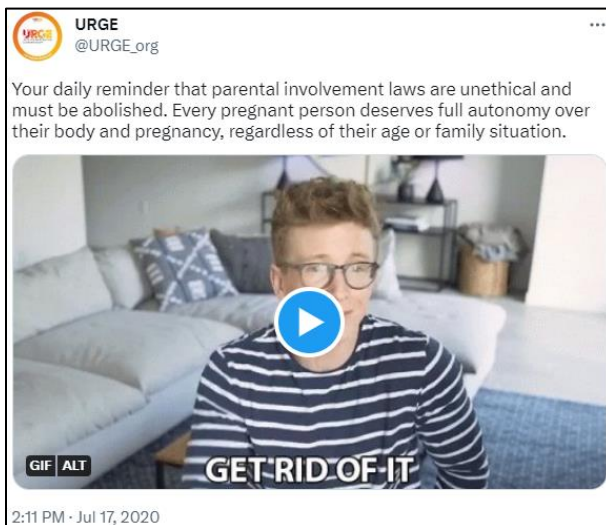 URGE
@URGE_org
Your daily reminder that parental involvement laws are unethical and
must be abolished. Every pregnant person deserves full autonomy over
their body and pregnancy, regardless of their age or family situation.
GET RID OF IT
GIF ALT
2:11 PM · Jul 17, 2020